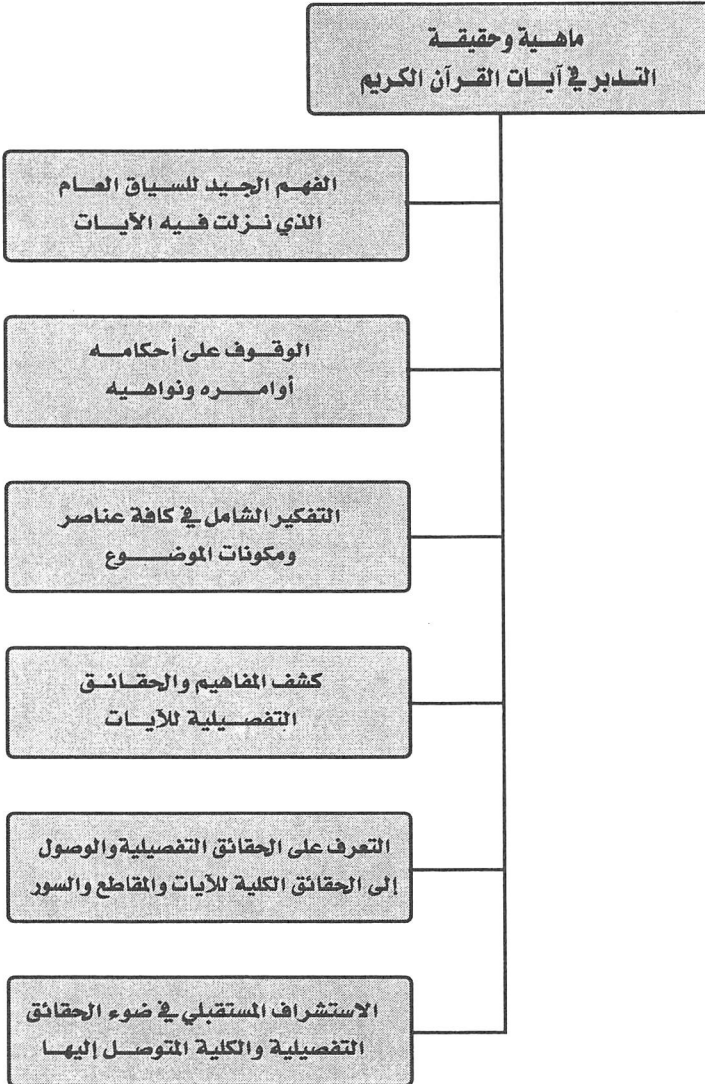 ماهية وحقيقة
التدبر في آيات القرآن الكريم
الفهم الجيد للسياق العام
الذي نزلت فيه الآيات
الوقوف على أحكامه
أوامره ونواهيه
التفكير الشامل في كافة عناصر
ومكونات الموضوع
كشف المفاهيم والحقائق
التفصيلية للآيات
التعرف على الحقائق التفصيلية والوصول
إلى الحقائق الكلية للآيات والمقاطع والسور
الاستشراف المستقبلي في ضوء الحقائق
التفصيلية والكلية المتوصل إليها